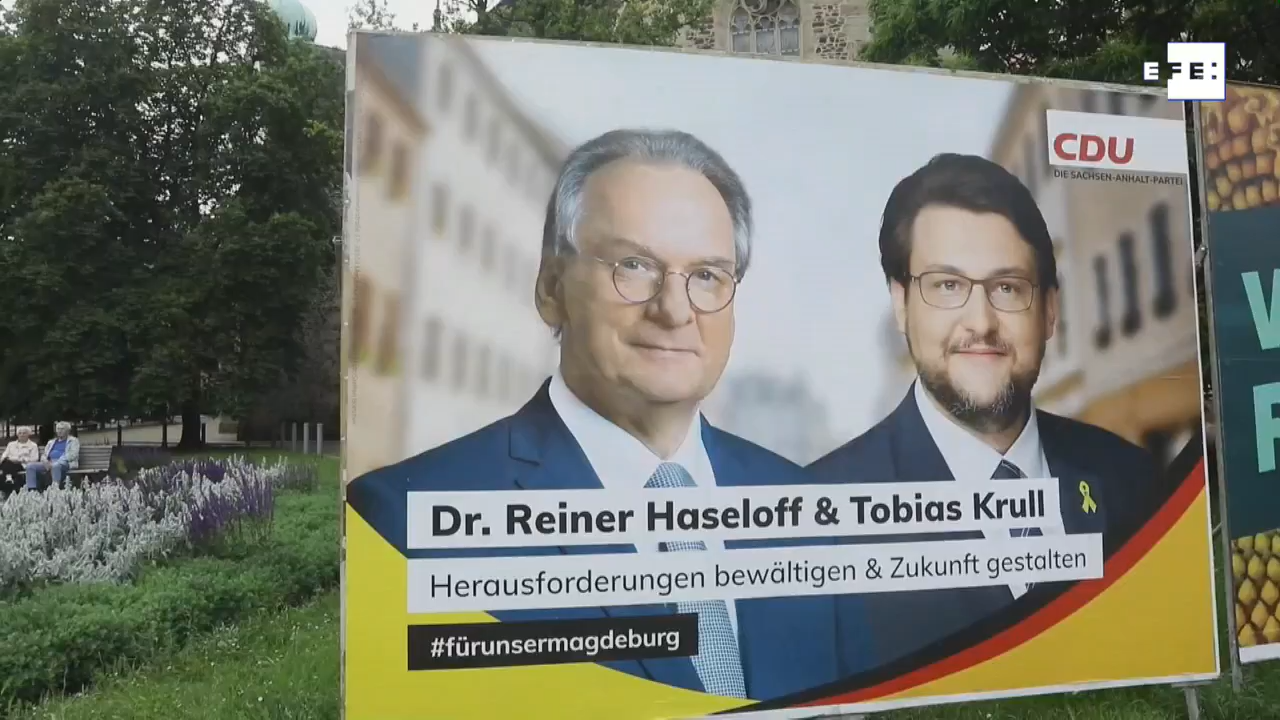 EFE:
CDU
DIE SACHSEN-ANHALT-PARTEI
Dr. Reiner Haseloff & Tobias Krull
Herausforderungen bewältigen & Zukunft gestalten
#fürunsermagdeburg